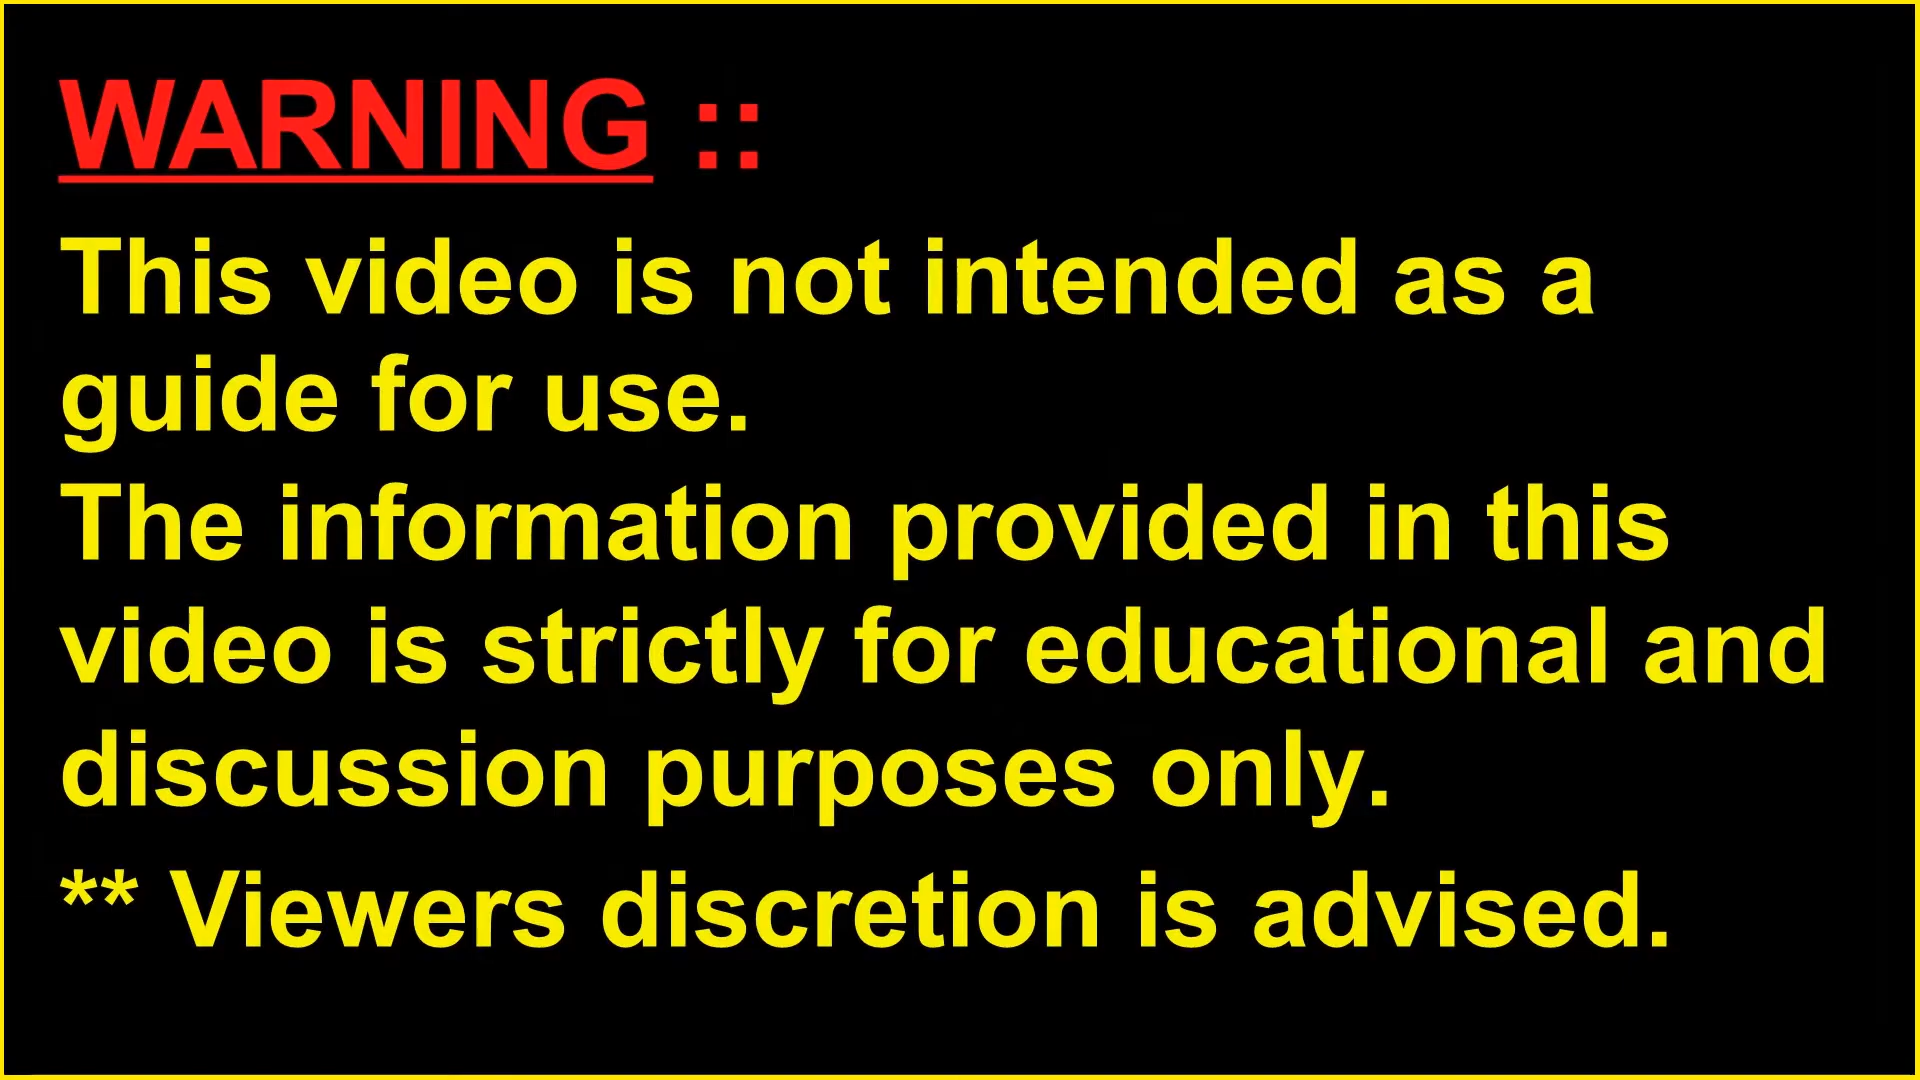 WARNING ::
This video is not intended as a
guide for use.
The information provided in this
video is strictly for educational and
discussion purposes only.
** Viewers discretion is advised.